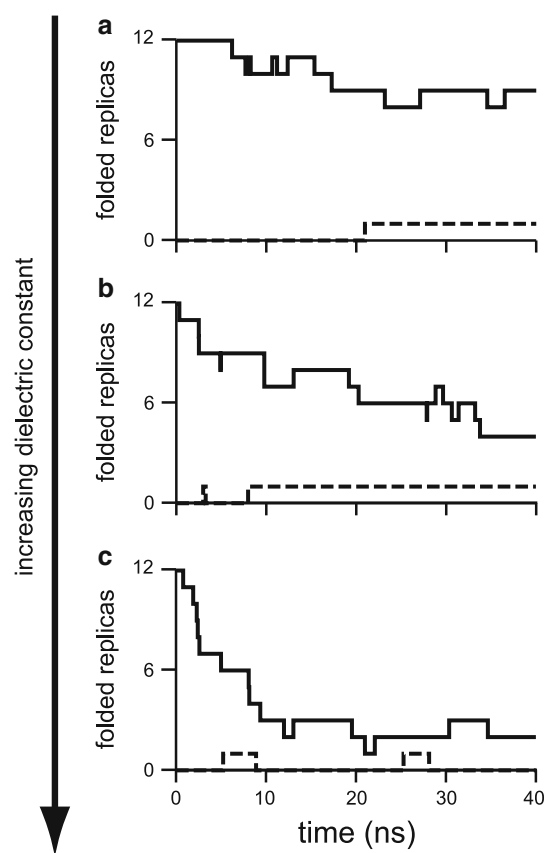 increasing dielectric constant
a
folded replicas
12
6
0
b
folded replicas
12
6
0
c
folded replicas
12
6
0
0 10 20 30 40
time (ns)